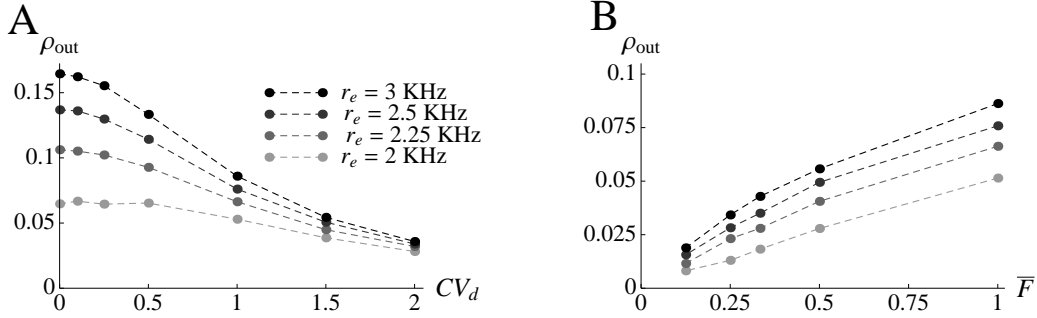 A
ρout
0.15
0.1
0.05
0
0 0.5 1 1.5 2 CVd
re = 3 KHz
re = 2.5 KHz
re = 2.25 KHz
re = 2 KHz
B
ρout
0.1
0.075
0.05
0.025
0
0 0.25 0.5 0.75 1 F̅